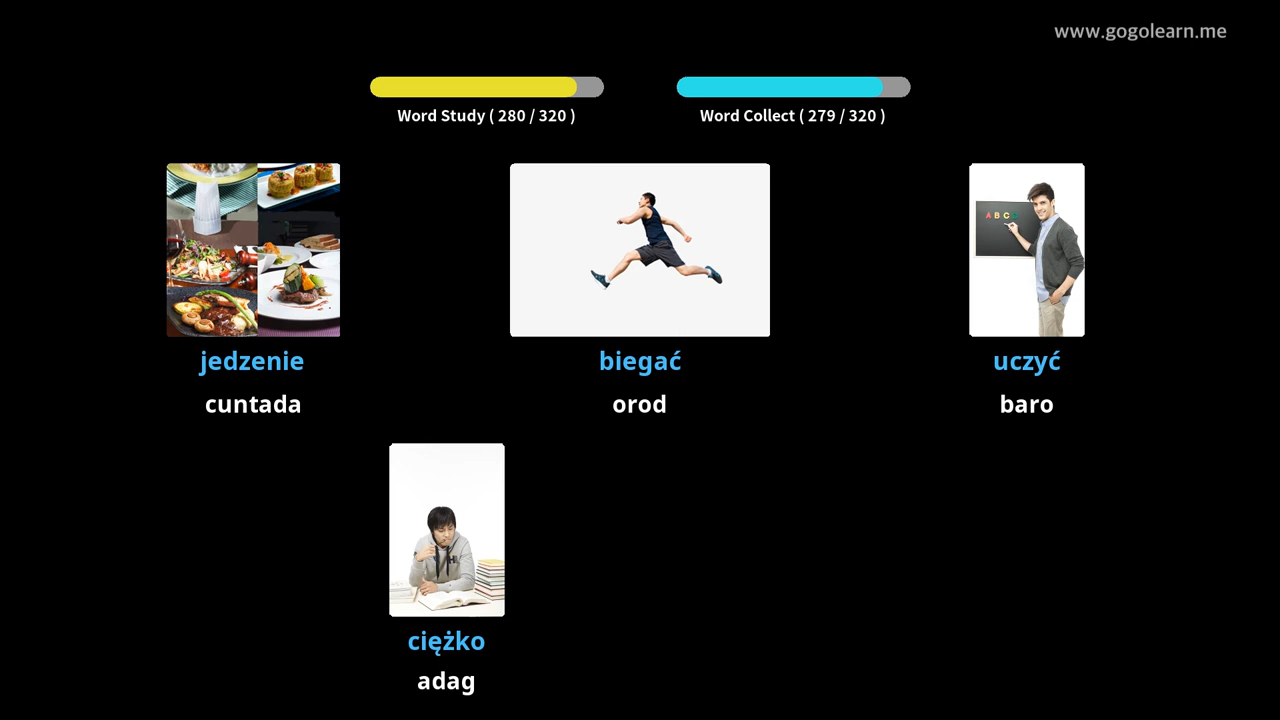 www.gogolearn.me
Word Study ( 280 / 320 )
Word Collect ( 279 / 320 )
A B C D
jedzenie
biegać
uczyć
cuntada
orod
baro
ciężko
adag